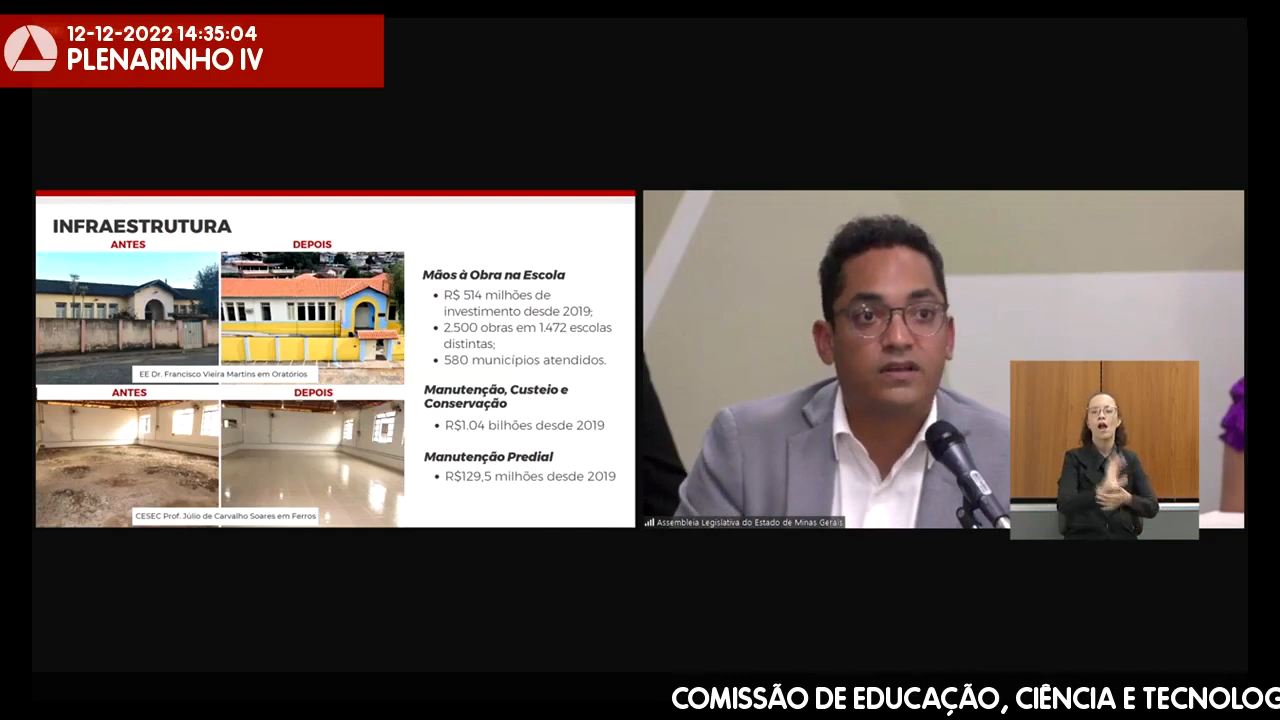 12-12-2022 14:35:04
PLENARINHO IV
INFRAESTRUTURA
ANTES
DEPOIS
EE Dr. Francisco Vieira Martins em Oratórios
ANTES
DEPOIS
CESEC Prof. Júlio de Carvalho Soares em Ferros
Mãos à Obra na Escola
• R$ 514 milhões de
investimento desde 2019;
• 2.500 obras em 1.472 escolas
distintas;
• 580 municípios atendidos.
Manutenção, Custeio e
Conservação
• R$1.04 bilhões desde 2019
Manutenção Predial
• R$129,5 milhões desde 2019
Assembleia Legislativa do Estado de Minas Gerais
COMISSÃO DE EDUCAÇÃO, CIÊNCIA E TECNOLOG